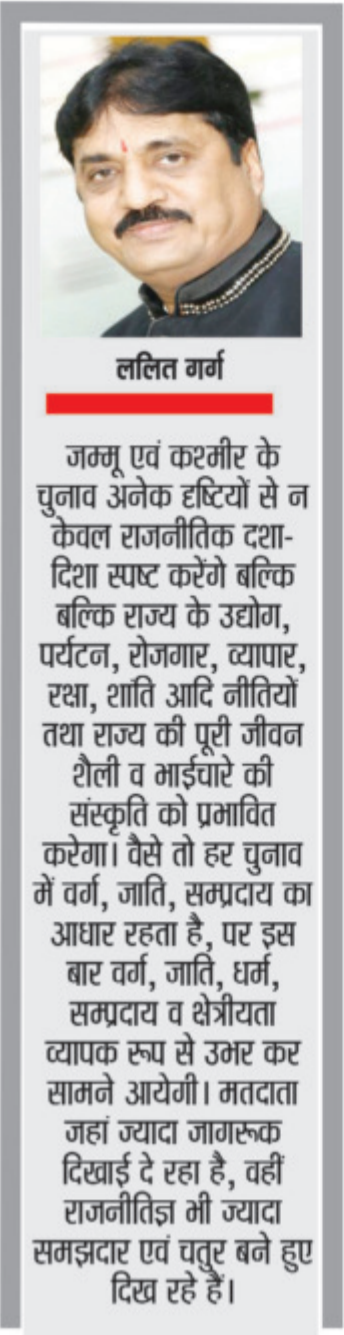 ललित गर्ग
जम्मू एवं कश्मीर के
चुनाव अनेक दृष्टियों से न
केवल राजनीतिक दशा-
दिशा स्पष्ट करेंगे बल्कि
बल्कि राज्य के उद्योग,
पर्यटन, रोजगार, व्यापार,
रक्षा, शांति आदि नीतियों
तथा राज्य की पूरी जीवन
शैली व भाईचारे की
संस्कृति को प्रभावित
करेगा। वैसे तो हर चुनाव
में वर्ग, जाति, सम्प्रदाय का
आधार रहता है, पर इस
बार वर्ग, जाति, धर्म,
सम्प्रदाय व क्षेत्रीयता
व्यापक रूप से उभर कर
सामने आयेगी। मतदाता
जहां ज्यादा जागरूक
दिखाई दे रहा है, वहीं
राजनीतिज्ञ भी ज्यादा
समझदार एवं चतुर बने हुए
दिख रहे हैं।